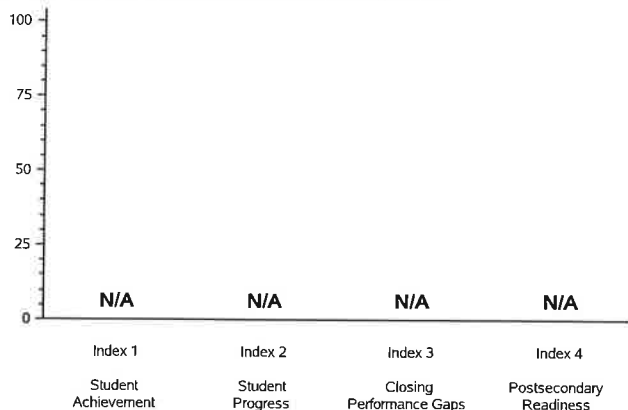 100
75
50
25
0
N/A N/A N/A N/A
Index 1 Index 2 Index 3 Index 4
Student Student Closing Postsecondary
Achievement Progress Performance Gaps Readiness